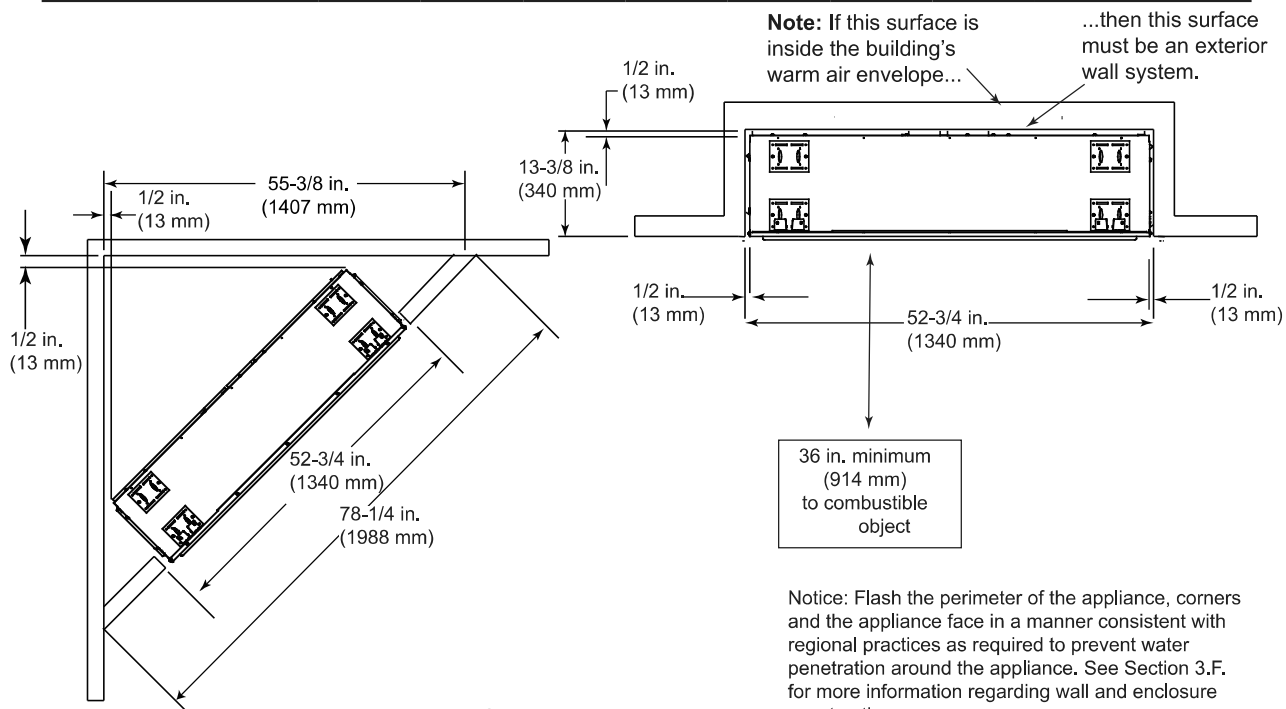 Note: If this surface is
inside the building's
warm air envelope...
...then this surface
must be an exterior
wall system.
1/2 in.
(13 mm)
13-3/8 in.
(340 mm)
55-3/8 in.
(1407 mm)
1/2 in.
(13 mm)
1/2 in.
(13 mm)
1/2 in.
(13 mm)
52-3/4 in.
(1340 mm)
1/2 in.
(13 mm)
52-3/4 in.
(1340 mm)
78-1/4 in.
(1988 mm)
36 in. minimum
(914 mm)
to combustible
object
Notice: Flash the perimeter of the appliance, corners
and the appliance face in a manner consistent with
regional practices as required to prevent water
penetration around the appliance. See Section 3.F.
for more information regarding wall and enclosure